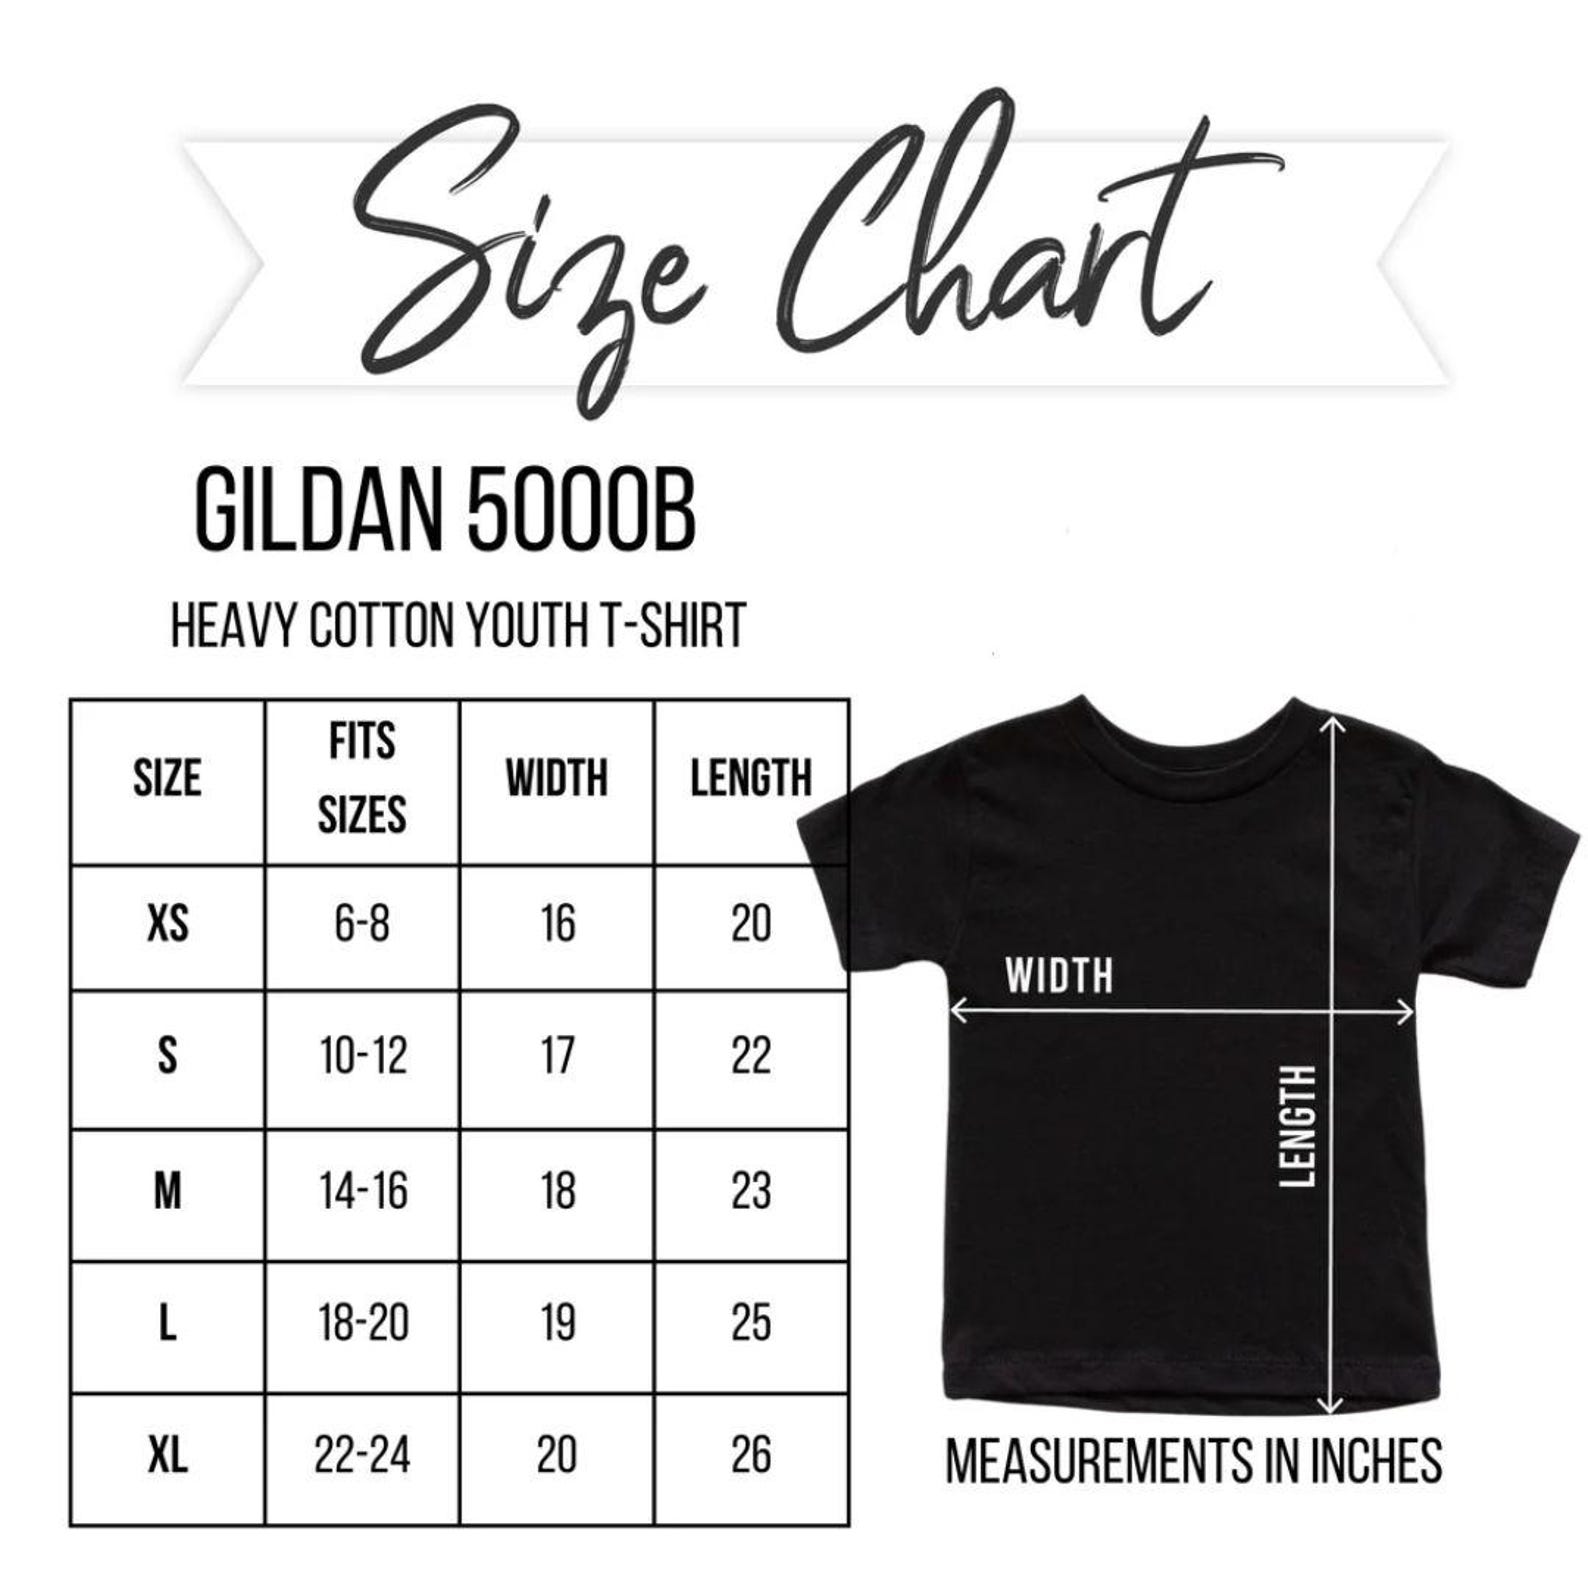 Size Chart
GILDAN 5000B
HEAVY COTTON YOUTH T-SHIRT
SIZE FITS SIZES WIDTH LENGTH
XS 6-8 16 20
S 10-12 17 22
M 14-16 18 23
L 18-20 19 25
XL 22-24 20 26
WIDTH
LENGTH
MEASUREMENTS IN INCHES